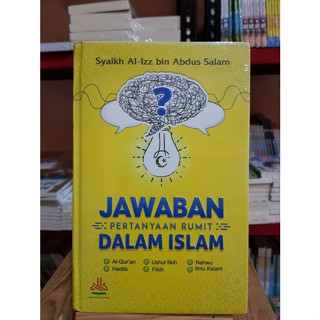 Syaikh Al-Izz bin Abdus Salam
?
JAWABAN
PERTANYAAN RUMIT
DALAM ISLAM
Al-Qur'an Ushul fikih Nahwu
Hadits Fikih Ilmu Kalam